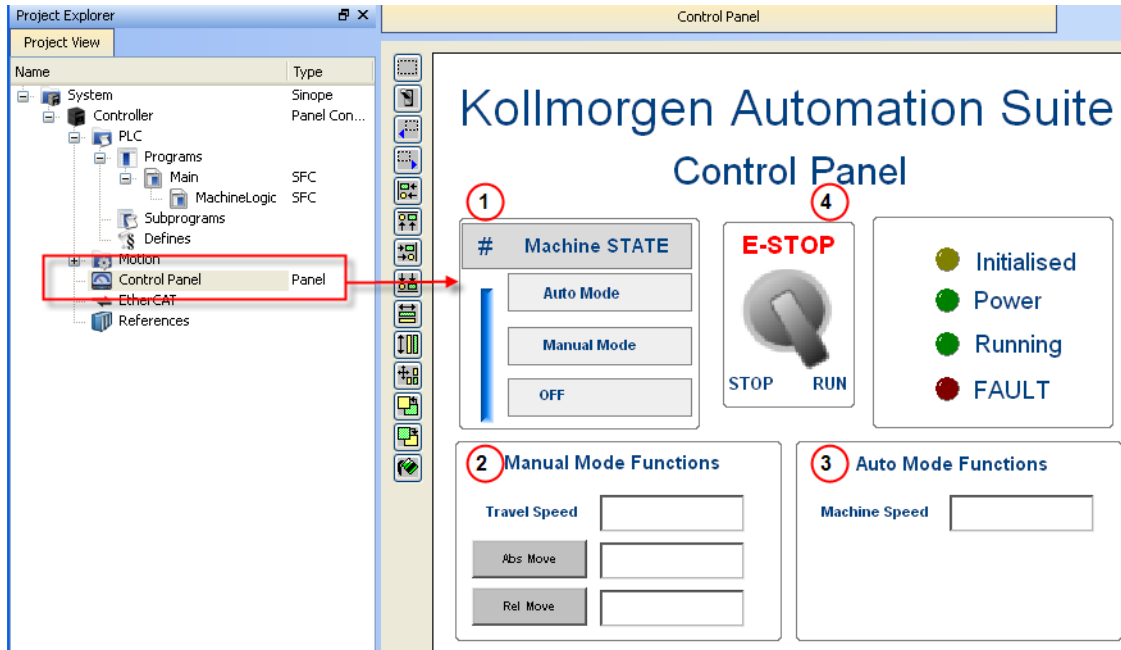 Project Explorer
Project View
Name Type
System Sinope
Controller Panel Con...
PLC
Programs
Main SFC
MachineLogic SFC
Subprograms
Defines
Motion
Control Panel Panel
EtherCAT
References
Control Panel
Kollmorgen Automation Suite
Control Panel
1
# Machine STATE
Auto Mode
Manual Mode
OFF
4
E-STOP
STOP RUN
Initialised
Power
Running
FAULT
2 Manual Mode Functions
Travel Speed
Abs Move
Rel Move
3 Auto Mode Functions
Machine Speed